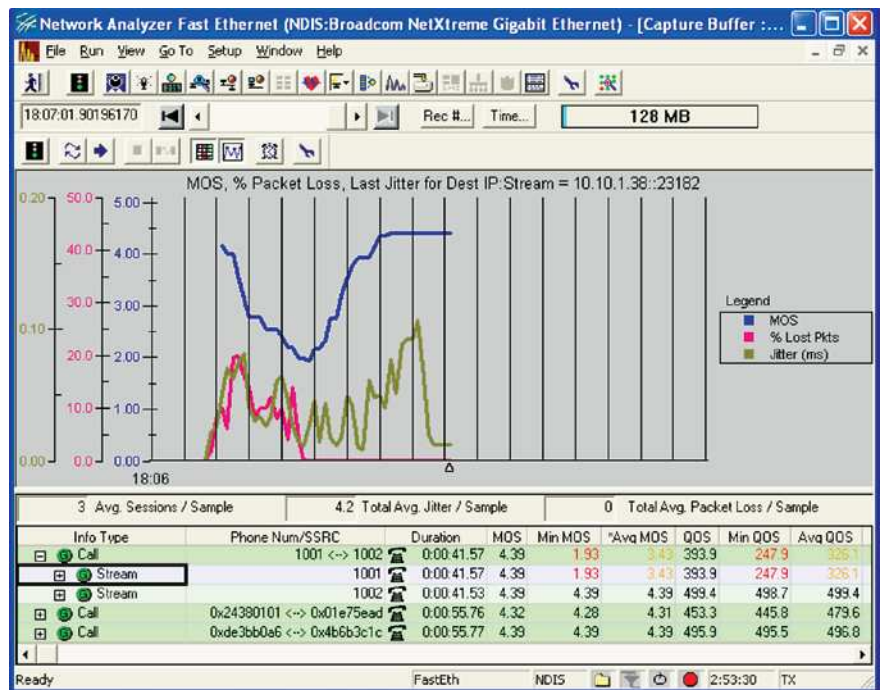 Network Analyzer Fast Ethernet (NDIS:Broadcom NetXtreme Gigabit Ethernet) - [Capture Buffer :...
File Run View Go To Setup Window Help
18:07:01.90196170 Rec #... Time... 128 MB
MOS, % Packet Loss, Last Jitter for Dest IP:Stream = 10.10.1.38::23182
0.20 50.0 5.00
40.0 4.00
30.0 3.00
0.10
20.0 2.00
10.0 1.00
0.00 0.0 0.00
18:06
Legend
MOS
% Lost Pkts
Jitter (ms)
3 Avg. Sessions / Sample 4.2 Total Avg. Jitter / Sample 0 Total Avg. Packet Loss / Sample
Info Type Phone Num/SSRC Duration MOS Min MOS *Avg MOS QOS Min QOS Avg QOS
Call 1001 <--> 1002 0:00:41.57 4.39 1.93 3.43 393.9 247.9 326.1
Stream 1001 0:00:41.57 4.39 1.93 3.43 393.9 247.9 326.1
Stream 1002 0:00:41.53 4.39 4.39 4.39 499.4 498.7 499.4
Call 0x24380101 <--> 0x01e75ead 0:00:55.76 4.32 4.28 4.31 453.3 445.8 479.6
Call 0xde3bb0a6 <--> 0x4b6b3c1c 0:00:55.77 4.39 4.39 4.39 495.9 495.5 496.8
Ready FastEth NDIS 2:53:30 TX